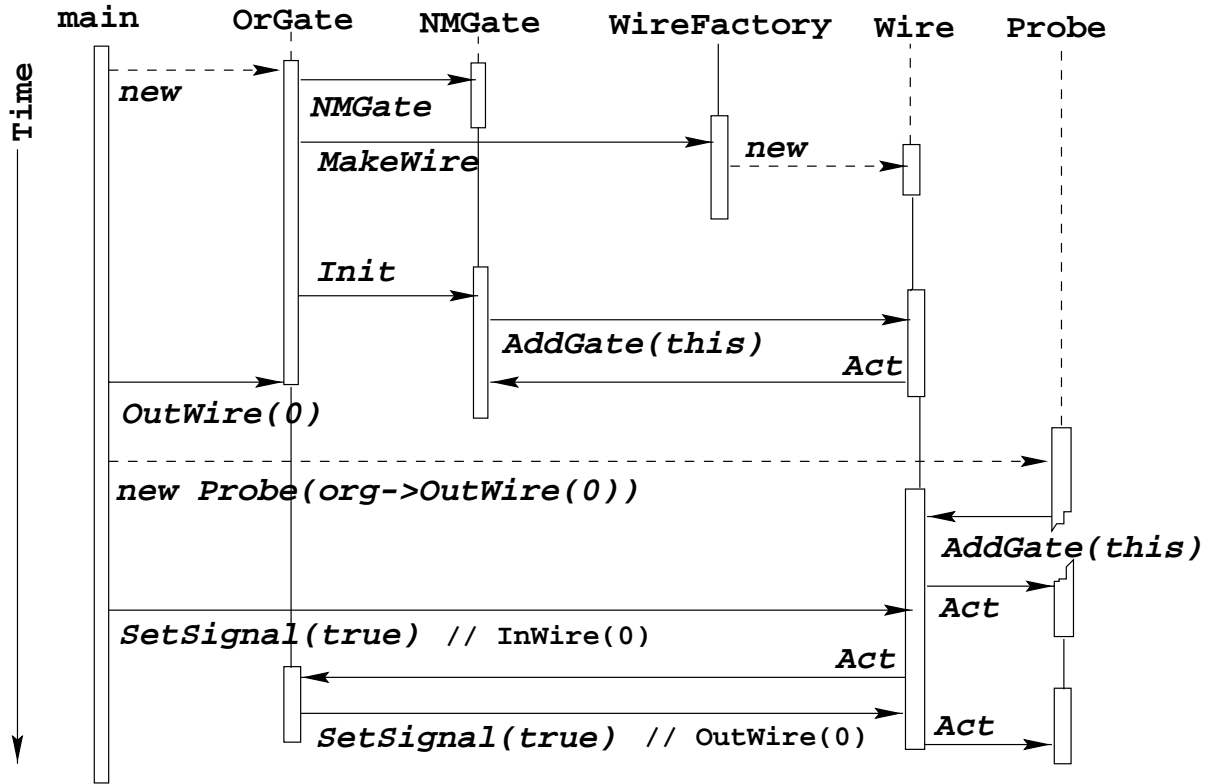 main OrGate NMGate WireFactory Wire Probe
Time
new
NMGate
MakeWire
new
Init
AddGate(this)
Act
OutWire(0)
new Probe(org->OutWire(0))
AddGate(this)
Act
SetSignal(true) // InWire(0)
Act
SetSignal(true) // OutWire(0)
Act